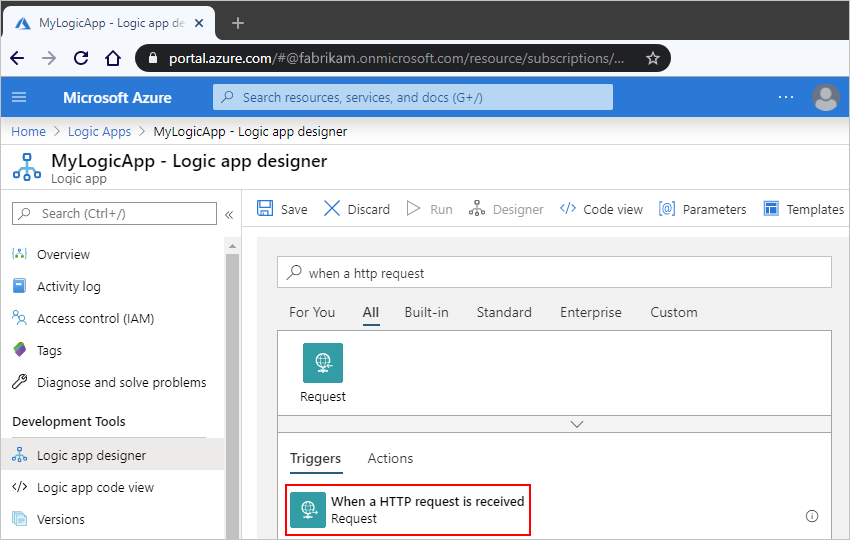 MyLogicApp - Logic app de
portal.azure.com/#@fabrikam.onmicrosoft.com/resource/subscriptions/...
Microsoft Azure
Search resources, services, and docs (G+/)
Home > Logic Apps > MyLogicApp - Logic app designer
MyLogicApp - Logic app designer
Logic app
Search (Ctrl+/)
«
Save
Discard
Run
Designer
Code view
Parameters
Templates
Overview
Activity log
Access control (IAM)
Tags
Diagnose and solve problems
Development Tools
Logic app designer
Logic app code view
Versions
when a http request
For You
All
Built-in
Standard
Enterprise
Custom
Request
Triggers
Actions
When a HTTP request is received
Request